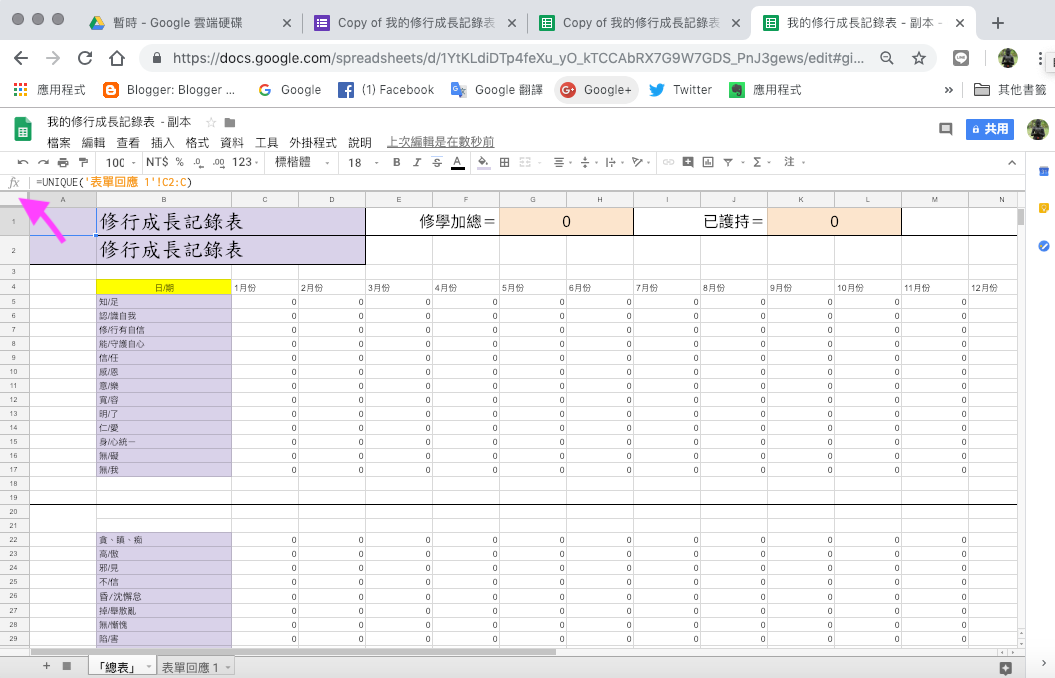 暫時 - Google 雲端硬碟
Copy of 我的修行成長記錄表
Copy of 我的修行成長記錄表
我的修行成長記錄表 - 副本 -
https://docs.google.com/spreadsheets/d/1YtKLdiDTp4feXu_yO_kTCCAbRX7G9W7GDS_PnJ3gews/edit#gi...
應用程式 Blogger: Blogger ... Google (1) Facebook Google 翻譯 Google+ Twitter 應用程式 » 其他書籤
我的修行成長記錄表 - 副本
檔案 編輯 查看 插入 格式 資料 工具 外掛程式 說明 上次編輯是在數秒前
共用
100 NT$ % .0 .00 123 標楷體 18 B I S A Σ 注
fx =UNIQUE('表單回應 1'!C2:C)
A B C D E F G H I J K L M N
1 修行成長記錄表 修學加總＝ 0 已護持＝ 0
2 修行成長記錄表
3
4 日/期 1月份 2月份 3月份 4月份 5月份 6月份 7月份 8月份 9月份 10月份 11月份 12月份
5 知/足 0 0 0 0 0 0 0 0 0 0 0
6 認/識自我 0 0 0 0 0 0 0 0 0 0 0
7 修/行有自信 0 0 0 0 0 0 0 0 0 0 0
8 能/守護自心 0 0 0 0 0 0 0 0 0 0 0
9 信/任 0 0 0 0 0 0 0 0 0 0 0
10 感/恩 0 0 0 0 0 0 0 0 0 0 0
11 意/樂 0 0 0 0 0 0 0 0 0 0 0
12 寬/容 0 0 0 0 0 0 0 0 0 0 0
13 明/了 0 0 0 0 0 0 0 0 0 0 0
14 仁/愛 0 0 0 0 0 0 0 0 0 0 0
15 身/心統一 0 0 0 0 0 0 0 0 0 0 0
16 無/礙 0 0 0 0 0 0 0 0 0 0 0
17 無/我 0 0 0 0 0 0 0 0 0 0 0
18
19
20
21
22 貪、瞋、痴 0 0 0 0 0 0 0 0 0 0 0
23 高/傲 0 0 0 0 0 0 0 0 0 0 0
24 邪/見 0 0 0 0 0 0 0 0 0 0 0
25 不/信 0 0 0 0 0 0 0 0 0 0 0
26 昏/沈懈怠 0 0 0 0 0 0 0 0 0 0 0
27 掉/舉散亂 0 0 0 0 0 0 0 0 0 0 0
28 無/慚愧 0 0 0 0 0 0 0 0 0 0 0
29 陷/害 0 0 0 0 0 0 0 0 0 0 0
「總表」 表單回應 1